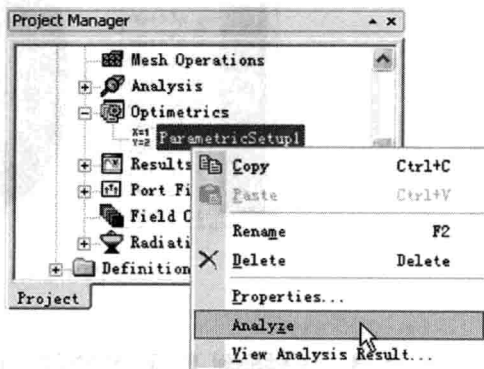 Project Manager
Mesh Operations
Analysis
Optimetrics
X=1
Y=2
ParametricSetup1
Results
Port Fi
Field O
Radiati
Definition
Project
Copy Ctrl+C
Paste Ctrl+V
Rename F2
Delete Delete
Properties...
Analyze
View Analysis Result...